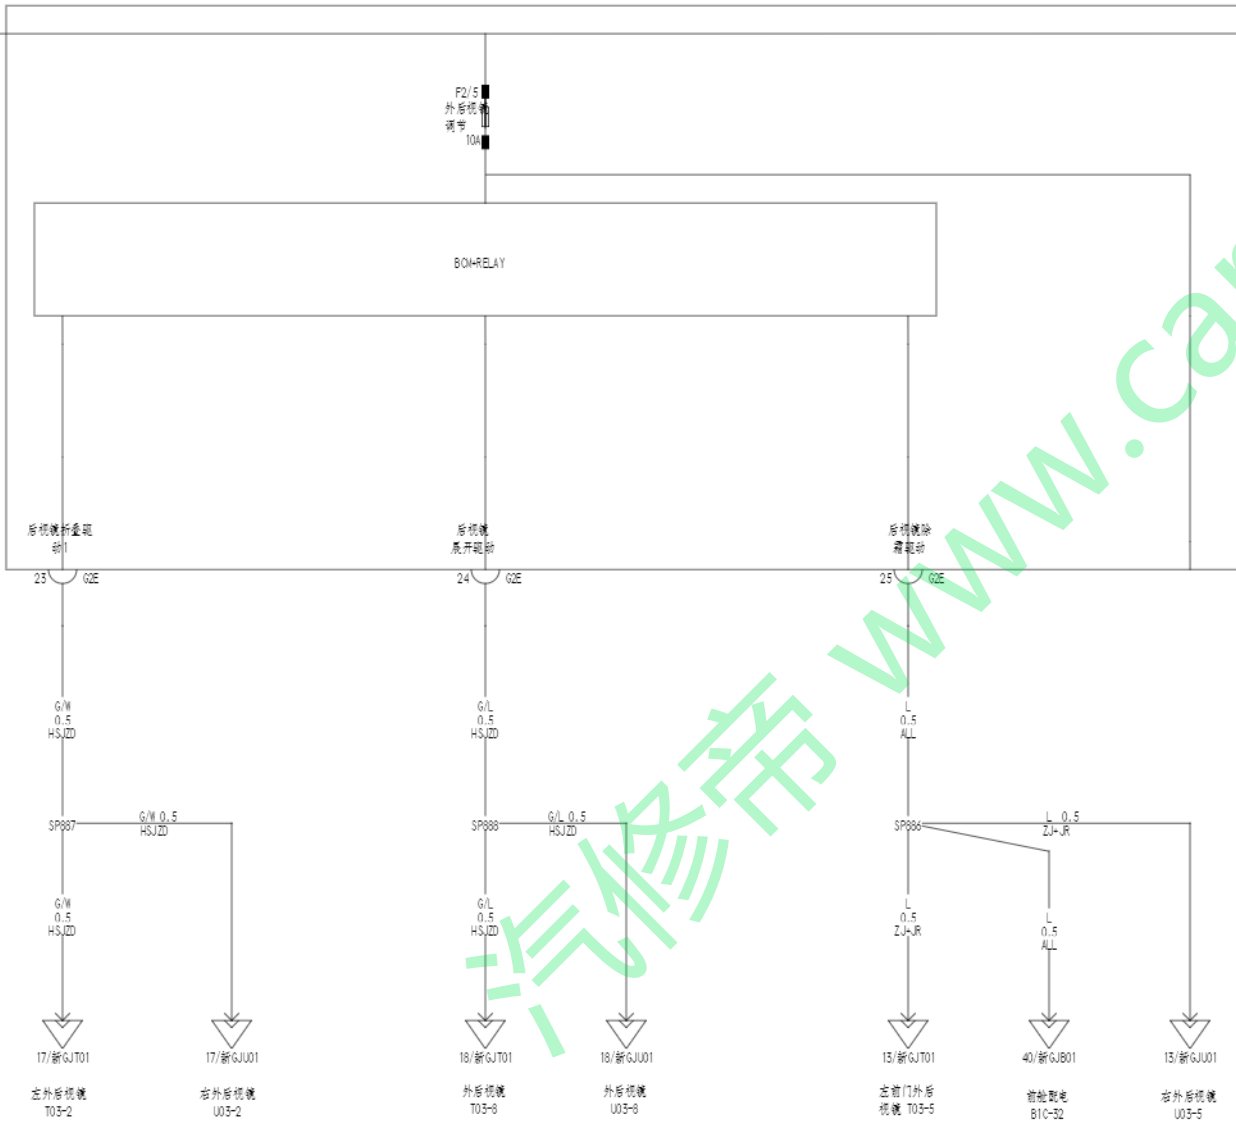 F2/5
外后视镜
调节
10A
BCM+RELAY
后视镜折叠驱
动1
后视镜
展开驱动
后视镜除
霜驱动
23 G2E
24 G2E
25 G2E
G/W
0.5
HSJZD
G/L
0.5
HSJZD
L
0.5
ALL
SP887
G/W 0.5
HSJZD
SP888
G/L 0.5
HSJZD
SP886
L 0.5
ZJ+JR
G/W
0.5
HSJZD
G/L
0.5
HSJZD
L
0.5
ZJ+JR
L
0.5
ALL
17/新GJT01
17/新GJU01
18/新GJT01
18/新GJU01
13/新GJT01
40/新GJB01
13/新GJU01
左外后视镜
T03-2
右外后视镜
U03-2
外后视镜
T03-8
外后视镜
U03-8
左前门外后
视镜 T03-5
前舱配电
B1C-32
右外后视镜
U03-5
汽修帝 www.car